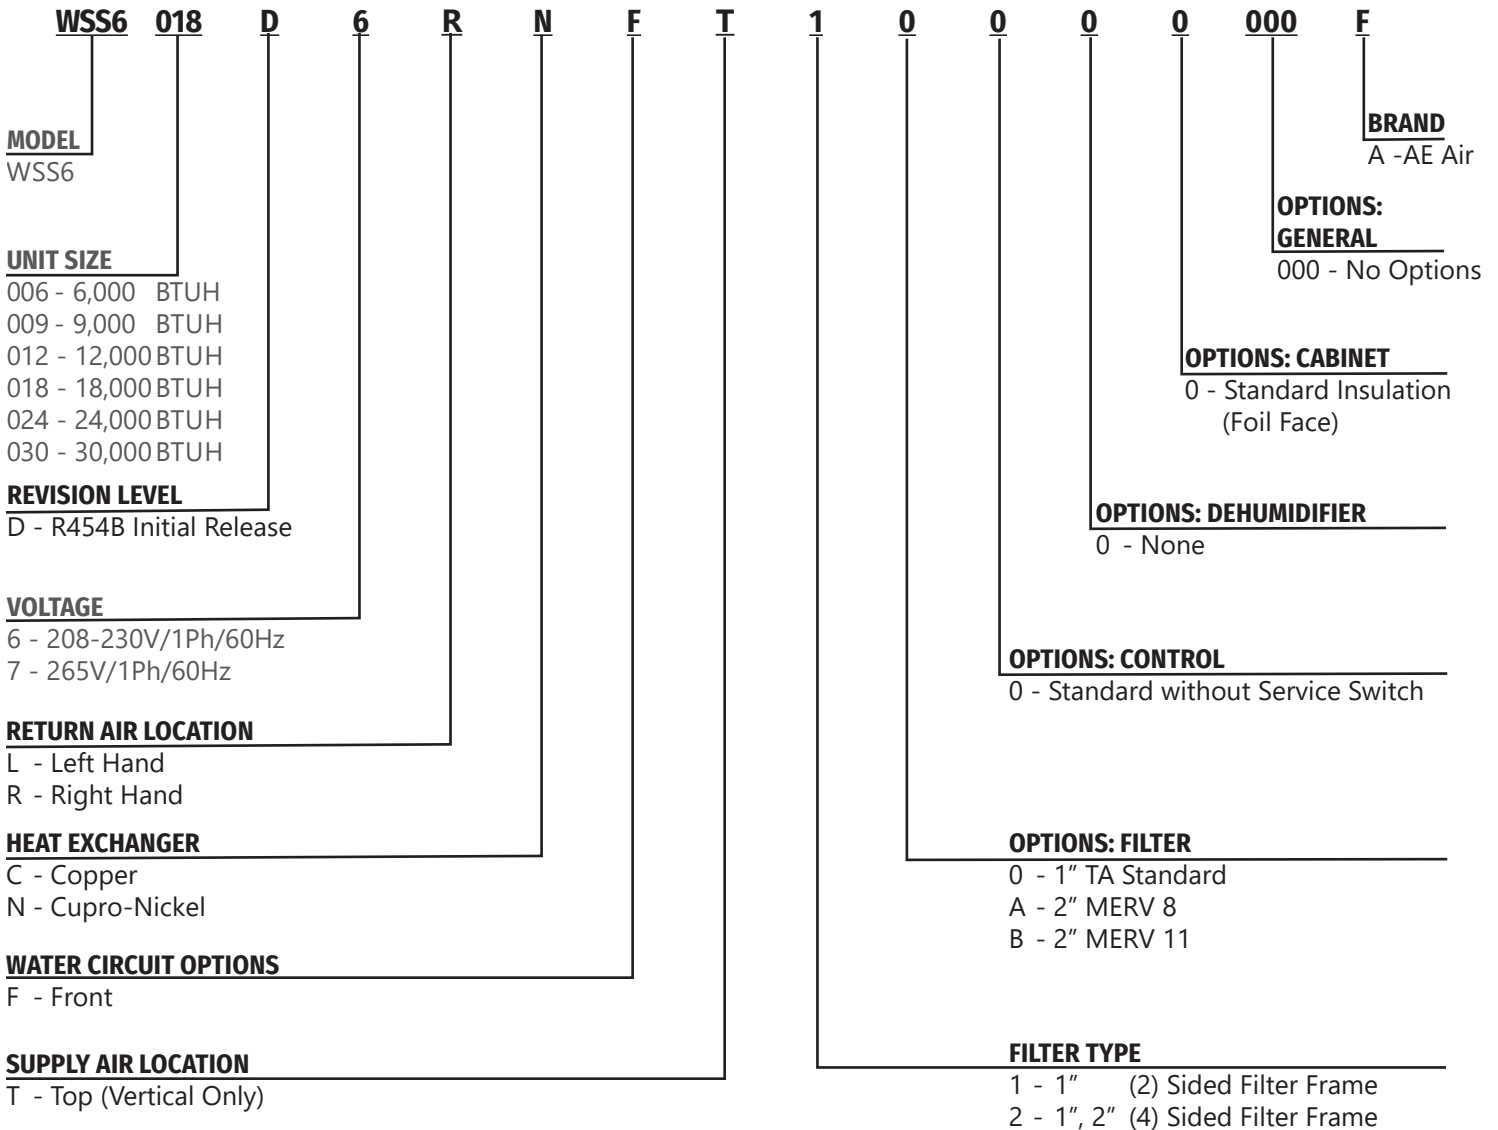 WSS6 018 D 6 R N F T 1 0 0 0 0 000 F
MODEL
WSS6
UNIT SIZE
006 - 6,000 BTUH
009 - 9,000 BTUH
012 - 12,000 BTUH
018 - 18,000 BTUH
024 - 24,000 BTUH
030 - 30,000 BTUH
REVISION LEVEL
D - R454B Initial Release
VOLTAGE
6 - 208-230V/1Ph/60Hz
7 - 265V/1Ph/60Hz
RETURN AIR LOCATION
L - Left Hand
R - Right Hand
HEAT EXCHANGER
C - Copper
N - Cupro-Nickel
WATER CIRCUIT OPTIONS
F - Front
SUPPLY AIR LOCATION
T - Top (Vertical Only)
BRAND
A -AE Air
OPTIONS:
GENERAL
000 - No Options
OPTIONS: CABINET
0 - Standard Insulation
(Foil Face)
OPTIONS: DEHUMIDIFIER
0 - None
OPTIONS: CONTROL
0 - Standard without Service Switch
OPTIONS: FILTER
0 - 1” TA Standard
A - 2” MERV 8
B - 2” MERV 11
FILTER TYPE
1 - 1” (2) Sided Filter Frame
2 - 1”, 2” (4) Sided Filter Frame